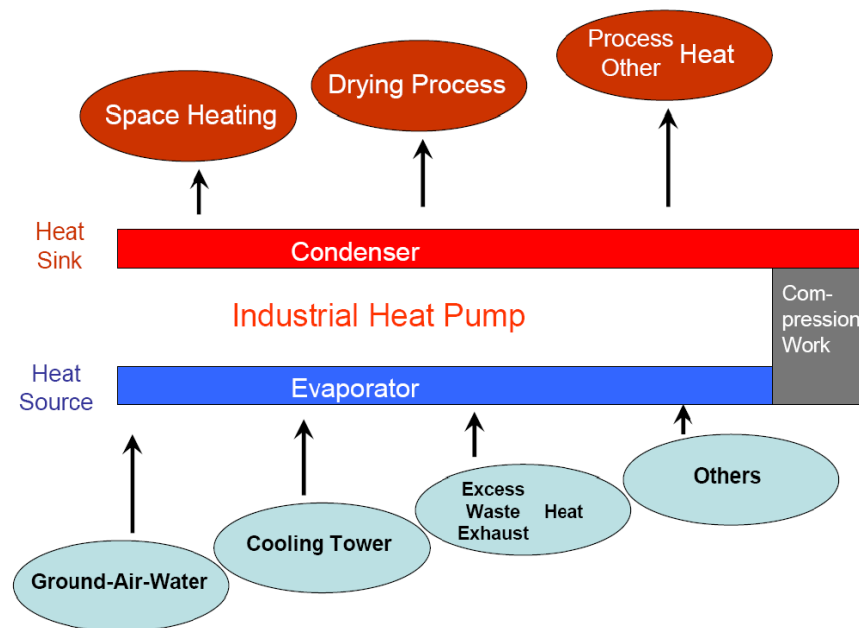 Process
Other Heat
Drying Process
Space Heating
Heat
Sink
Condenser
Industrial Heat Pump
Com-
pression
Work
Heat
Source
Evaporator
Excess
Waste Heat
Exhaust
Others
Cooling Tower
Ground-Air-Water